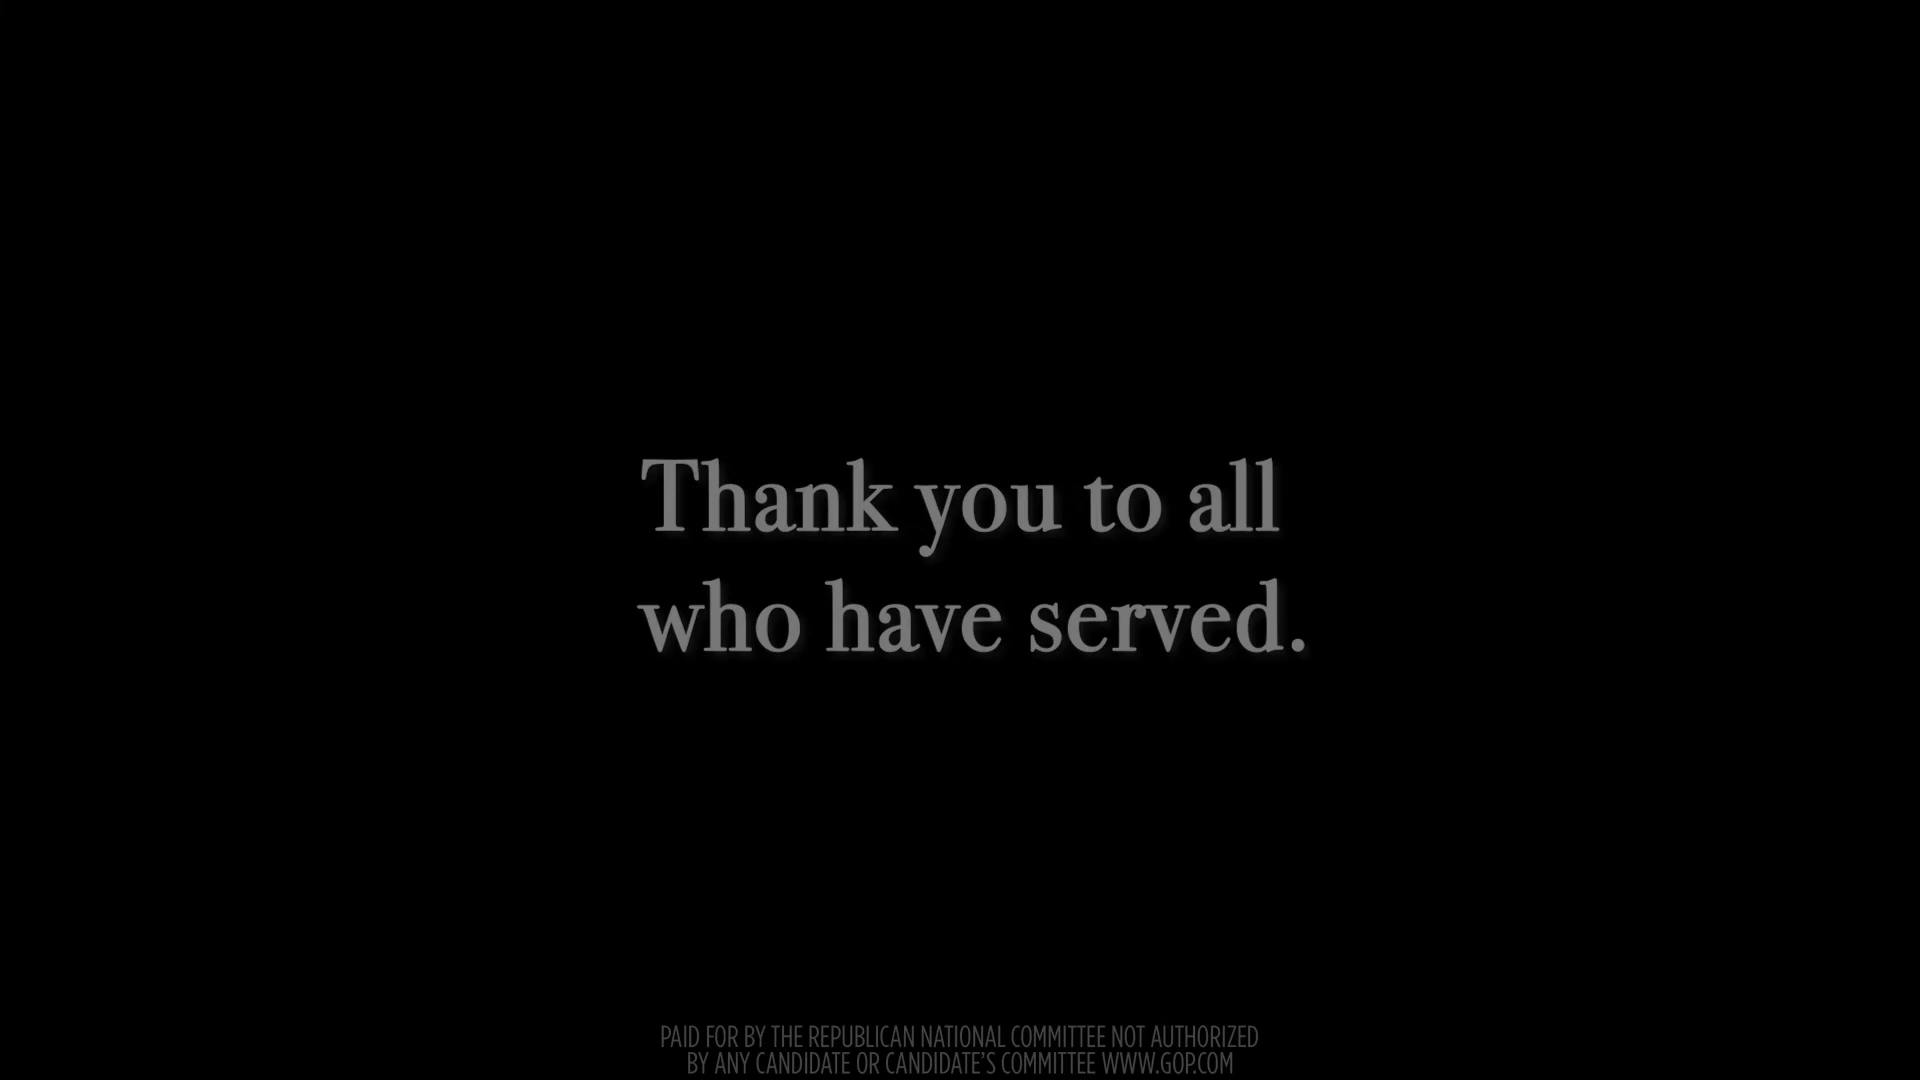 Thank you to all
who have served.
PAID FOR BY THE REPUBLICAN NATIONAL COMMITTEE NOT AUTHORIZED
BY ANY CANDIDATE OR CANDIDATE'S COMMITTEE WWW.GOP.COM